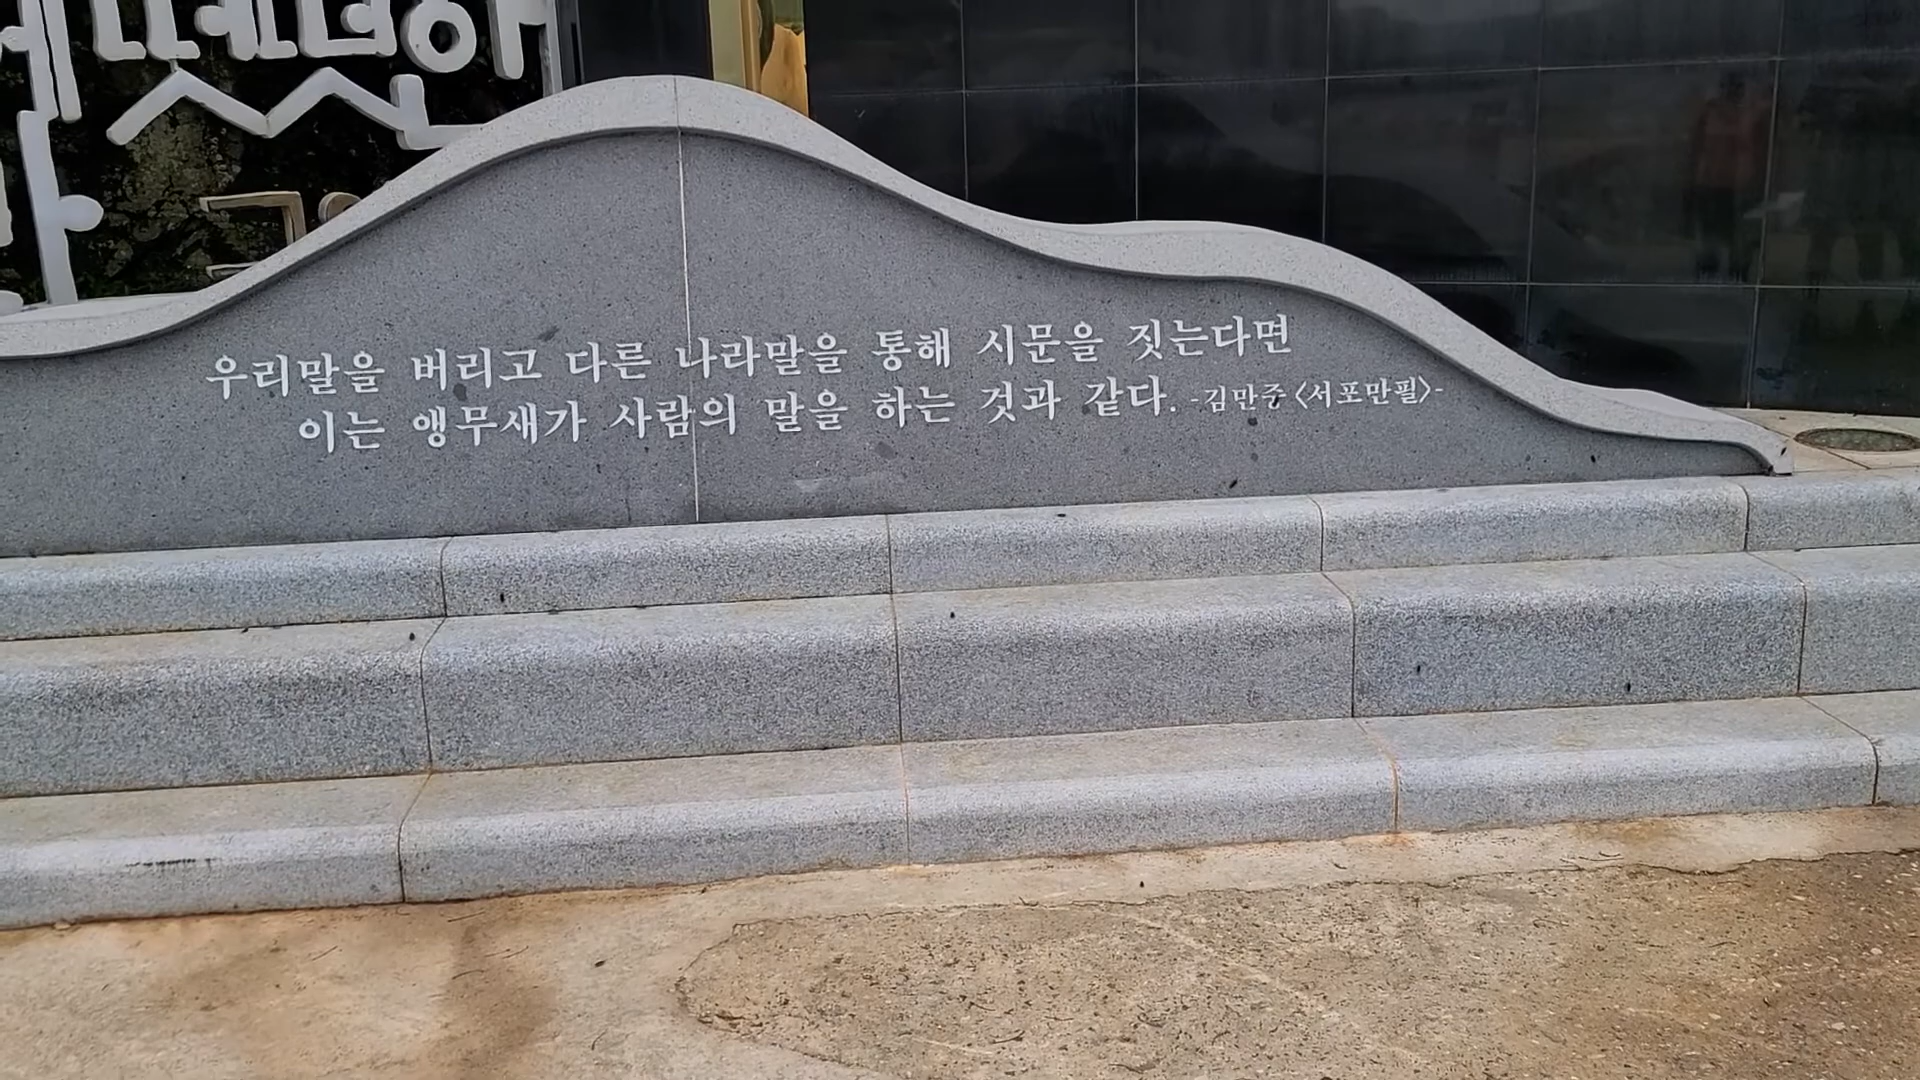 우리말을 버리고 다른 나라말을 통해 시문을 짓는다면
이는 앵무새가 사람의 말을 하는 것과 같다. -김만중<서포만필>-